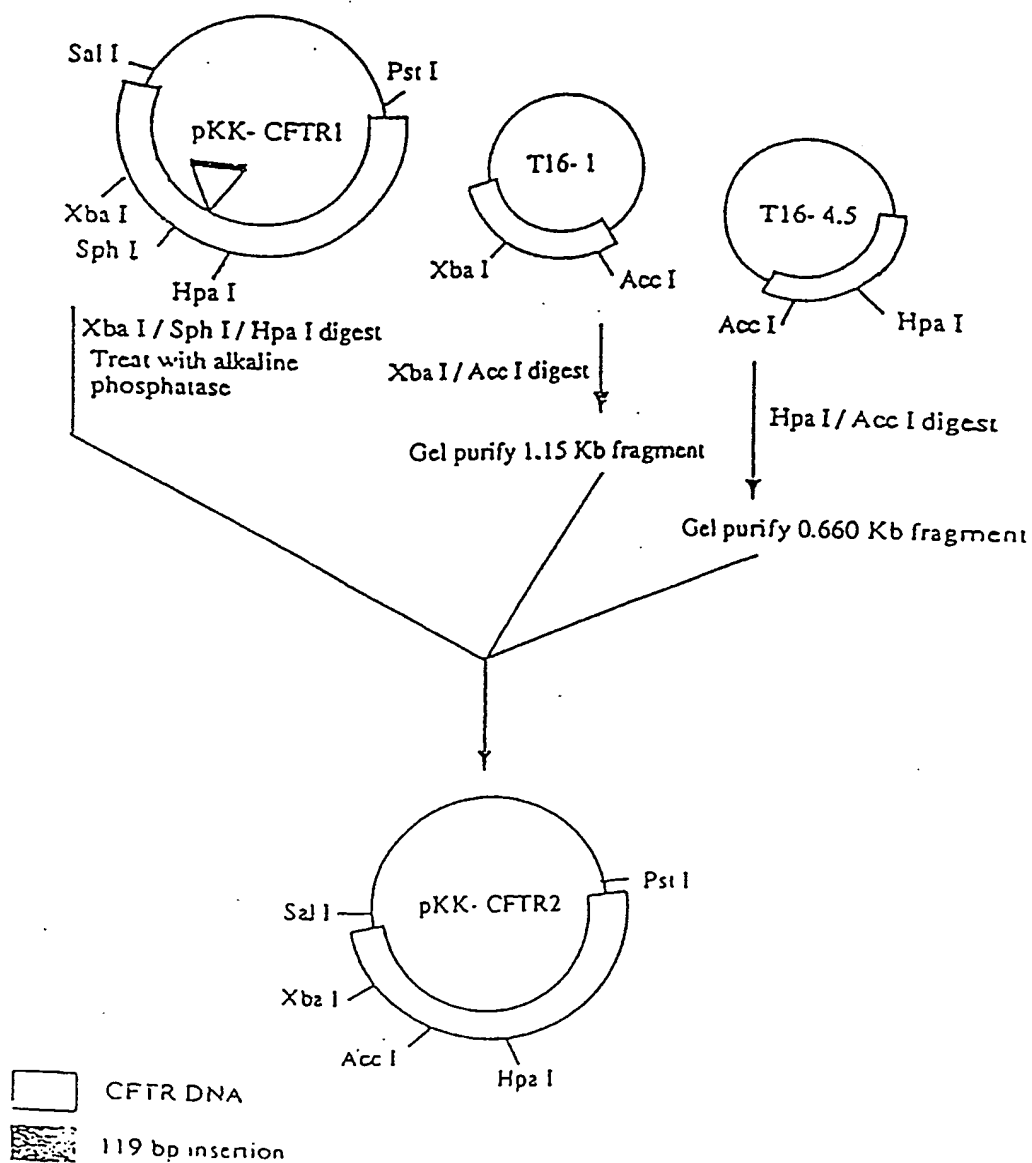 Sal I
Pst I
pKK- CFTR1
Xba I
Sph I
Hpa I
T16- 1
Xba I
Acc I
T16- 4.5
Acc I
Hpa I
Xba I / Sph I / Hpa I digest
Treat with alkaline
phosphatase
Xba I / Acc I digest
Gel purify 1.15 Kb fragment
Hpa I / Acc I digest
Gel purify 0.660 Kb fragment
Sal I
pKK- CFTR2
Pst I
Xba I
Acc I
Hpa I
CFTR DNA
119 bp insertion